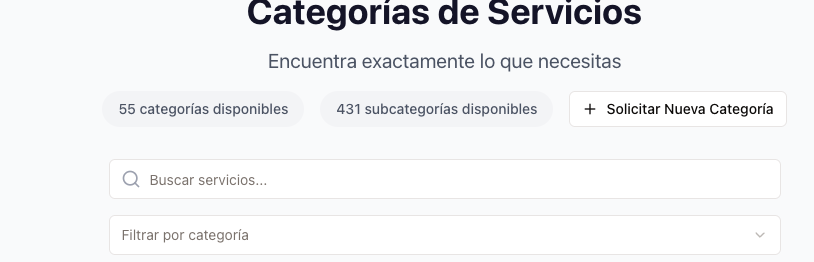 Categorías de Servicios
Encuentra exactamente lo que necesitas
55 categorías disponibles
431 subcategorías disponibles
+ Solicitar Nueva Categoría
Buscar servicios...
Filtrar por categoría